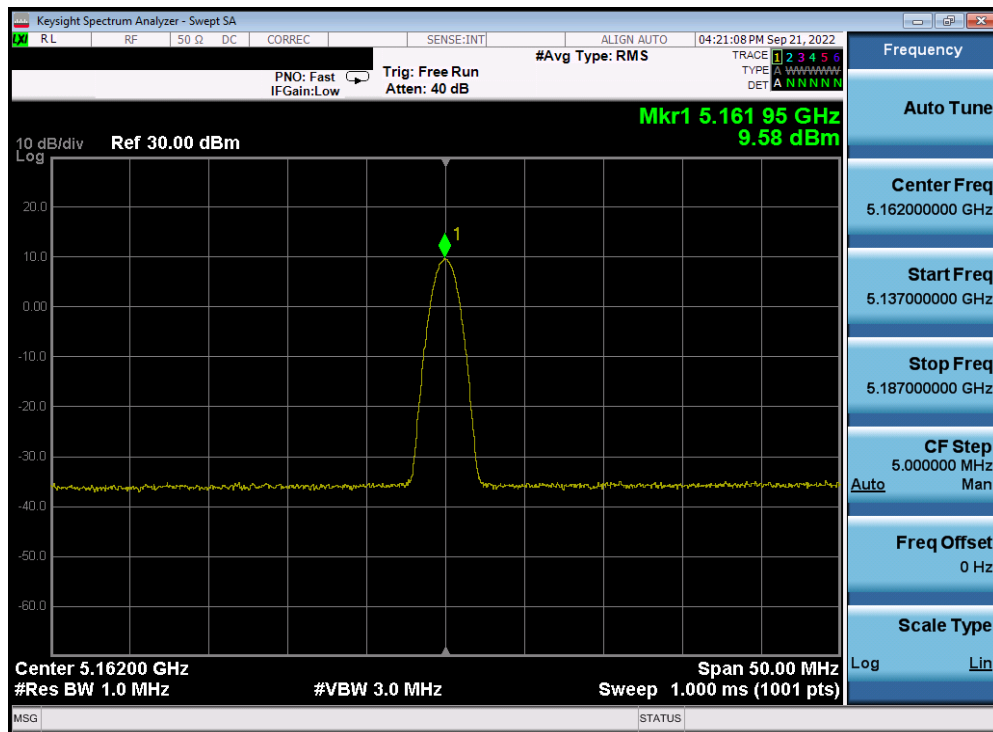 Keysight Spectrum Analyzer - Swept SA
LXI RL RF 50 Ω DC CORREC SENSE:INT ALIGN AUTO 04:21:08 PM Sep 21, 2022
PNO: Fast
IFGain:Low
Trig: Free Run
Atten: 40 dB
#Avg Type: RMS
TRACE 1 2 3 4 5 6
TYPE A WWWWW
DET A N N N N N
Mkr1 5.161 95 GHz
9.58 dBm
10 dB/div Ref 30.00 dBm
Log
1
20.0
10.0
0.00
-10.0
-20.0
-30.0
-40.0
-50.0
-60.0
Center 5.16200 GHz Span 50.00 MHz
#Res BW 1.0 MHz #VBW 3.0 MHz Sweep 1.000 ms (1001 pts)
MSG STATUS
Frequency
Auto Tune
Center Freq
5.162000000 GHz
Start Freq
5.137000000 GHz
Stop Freq
5.187000000 GHz
CF Step
5.000000 MHz
Auto Man
Freq Offset
0 Hz
Scale Type
Log Lin